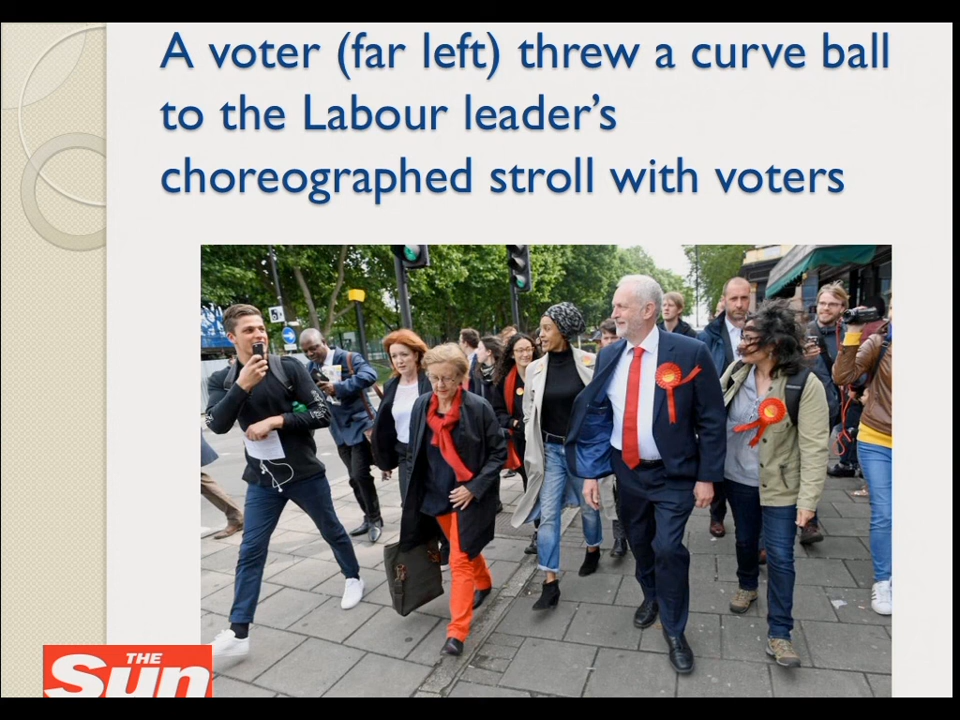 A voter (far left) threw a curve ball
to the Labour leader's
choreographed stroll with voters
THE
Sun